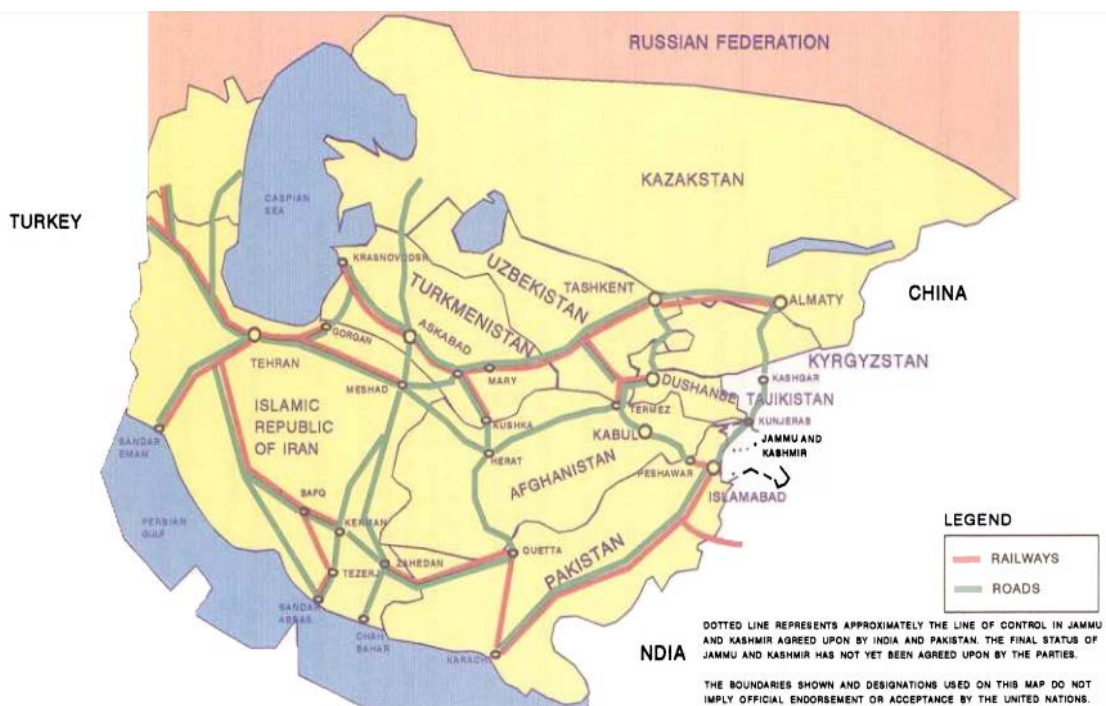 RUSSIAN FEDERATION
KAZAKSTAN
CASPIAN
SEA
TURKEY
KRASNOVODSR
UZBEKISTAN
TASHKENT
ALMATY
CHINA
TURKMENISTAN
GORGAN
ASKABAD
TEHRAN
MARY
KYRGYZSTAN
KASHGAR
MESHAD
DUSHANBE
TAJIKISTAN
ISLAMIC
REPUBLIC
OF IRAN
TERMEZ
KUSHKA
KUNJERAB
BANDAR
EMAM
KABUL
JAMMU AND
KASHMIR
HERAT
AFGHANISTAN
PESHAWAR
ISLAMABAD
BAFQ
PERSIAN
GULF
KERMAN
LEGEND
QUETTA
ZAHEDAN
PAKISTAN
RAILWAYS
TEZERJ
ROADS
BANDAR
ABBAS
CHAH
BAHAR
KARACHI
NDIA
DOTTED LINE REPRESENTS APPROXIMATELY THE LINE OF CONTROL IN JAMMU
AND KASHMIR AGREED UPON BY INDIA AND PAKISTAN. THE FINAL STATUS OF
JAMMU AND KASHMIR HAS NOT YET BEEN AGREED UPON BY THE PARTIES.
THE BOUNDARIES SHOWN AND DESIGNATIONS USED ON THIS MAP DO NOT
IMPLY OFFICIAL ENDORSEMENT OR ACCEPTANCE BY THE UNITED NATIONS.